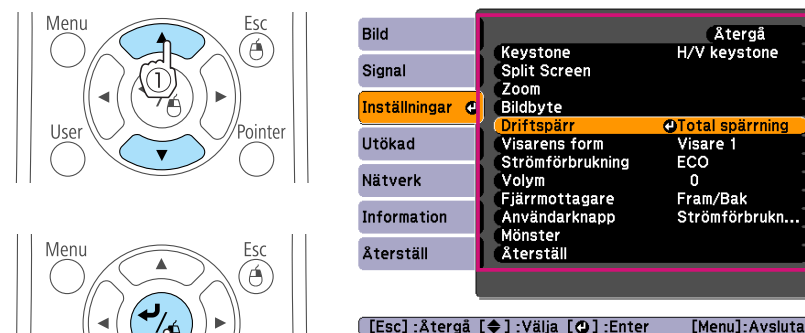 Menu
Esc
1
User
Pointer
Menu
Esc
Bild
Signal
Inställningar
Utökad
Nätverk
Information
Återställ
Återgå
Keystone H/V keystone
Split Screen
Zoom
Bildbyte
Driftspärr Total spärrning
Visarens form Visare 1
Strömförbrukning ECO
Volym 0
Fjärrmottagare Fram/Bak
Användarknapp Strömförbrukn...
Mönster
Återställ
[Esc] :Återgå [◆] :Välja [⏎] :Enter [Menu]:Avsluta